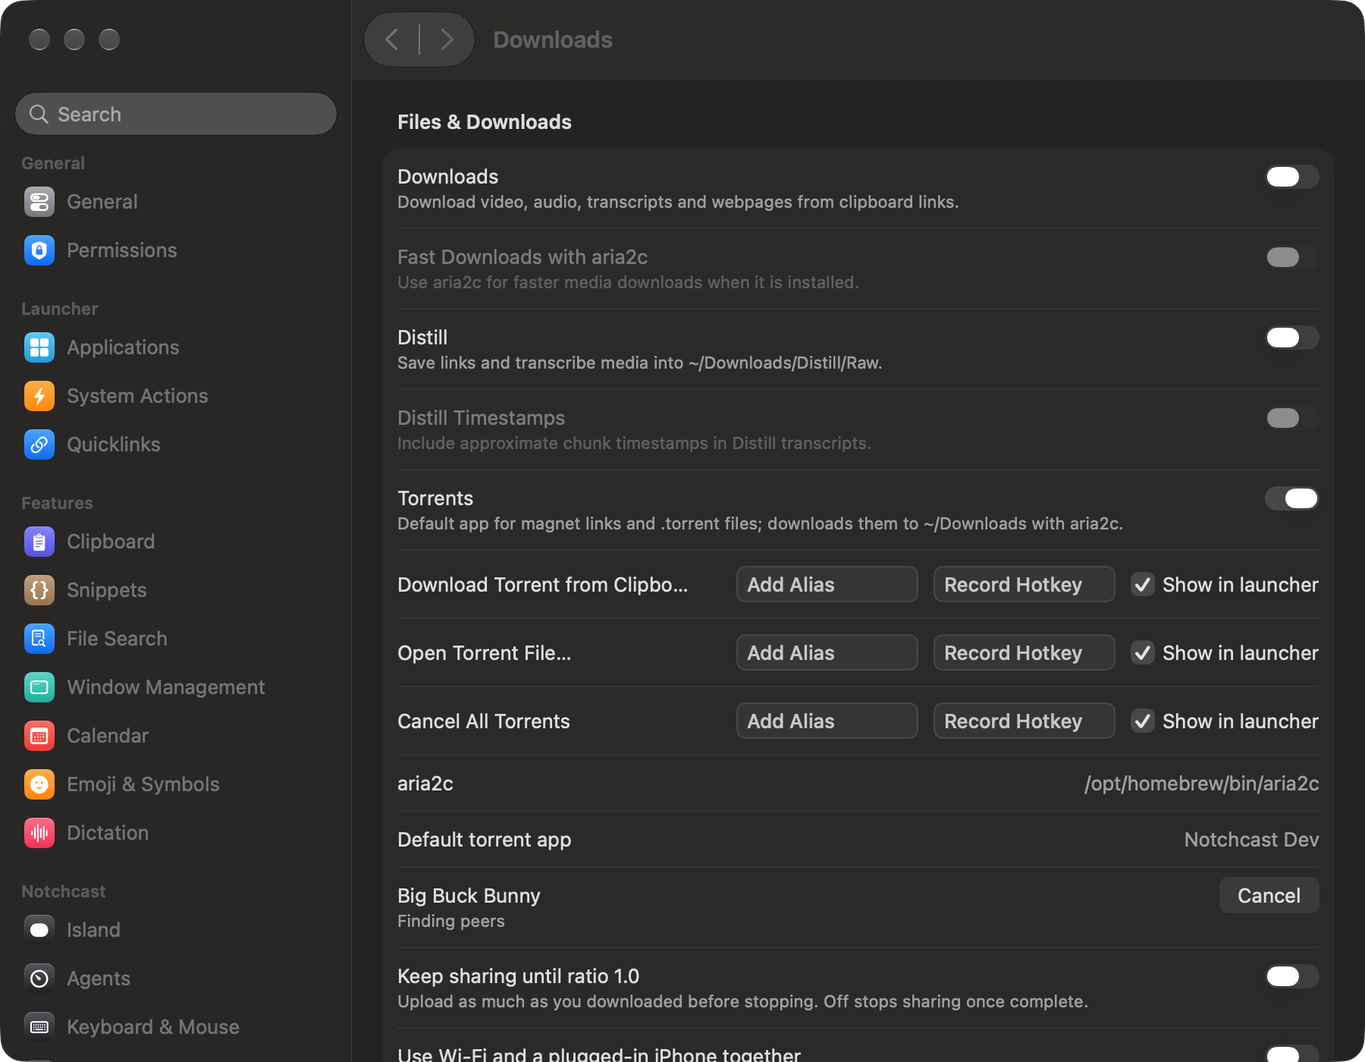 Downloads
Search
General
General
Permissions
Launcher
Applications
System Actions
Quicklinks
Features
Clipboard
Snippets
File Search
Window Management
Calendar
Emoji & Symbols
Dictation
Notchcast
Island
Agents
Keyboard & Mouse
Files & Downloads
Downloads
Download video, audio, transcripts and webpages from clipboard links.
Fast Downloads with aria2c
Use aria2c for faster media downloads when it is installed.
Distill
Save links and transcribe media into ~/Downloads/Distill/Raw.
Distill Timestamps
Include approximate chunk timestamps in Distill transcripts.
Torrents
Default app for magnet links and .torrent files; downloads them to ~/Downloads with aria2c.
Download Torrent from Clipbo... Add Alias Record Hotkey Show in launcher
Open Torrent File... Add Alias Record Hotkey Show in launcher
Cancel All Torrents Add Alias Record Hotkey Show in launcher
aria2c /opt/homebrew/bin/aria2c
Default torrent app Notchcast Dev
Big Buck Bunny Cancel
Finding peers
Keep sharing until ratio 1.0
Upload as much as you downloaded before stopping. Off stops sharing once complete.
Use Wi-Fi and a plugged-in iPhone together